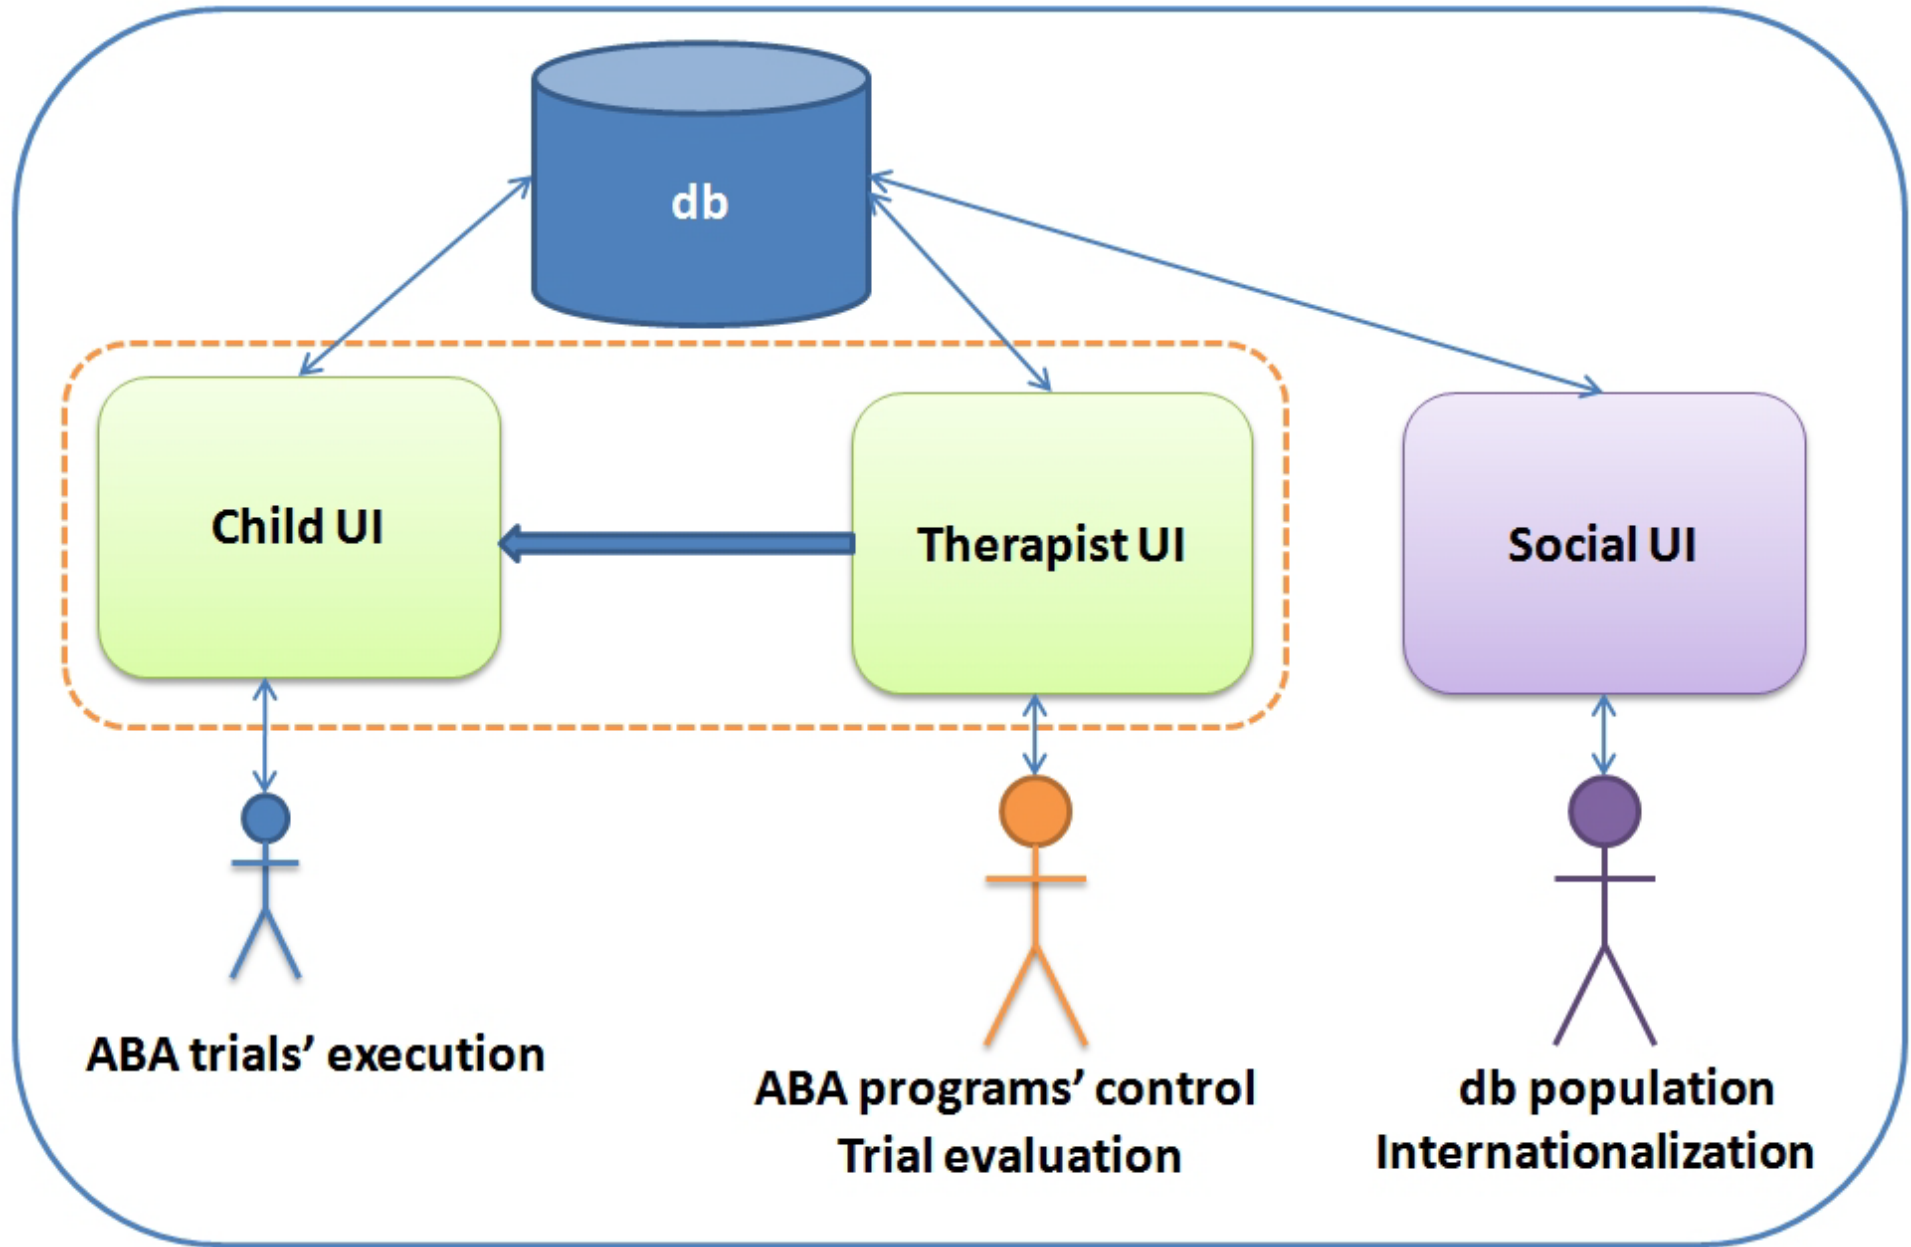 db
Child UI
Therapist UI
Social UI
ABA trials’ execution
ABA programs’ control
Trial evaluation
db population
Internationalization